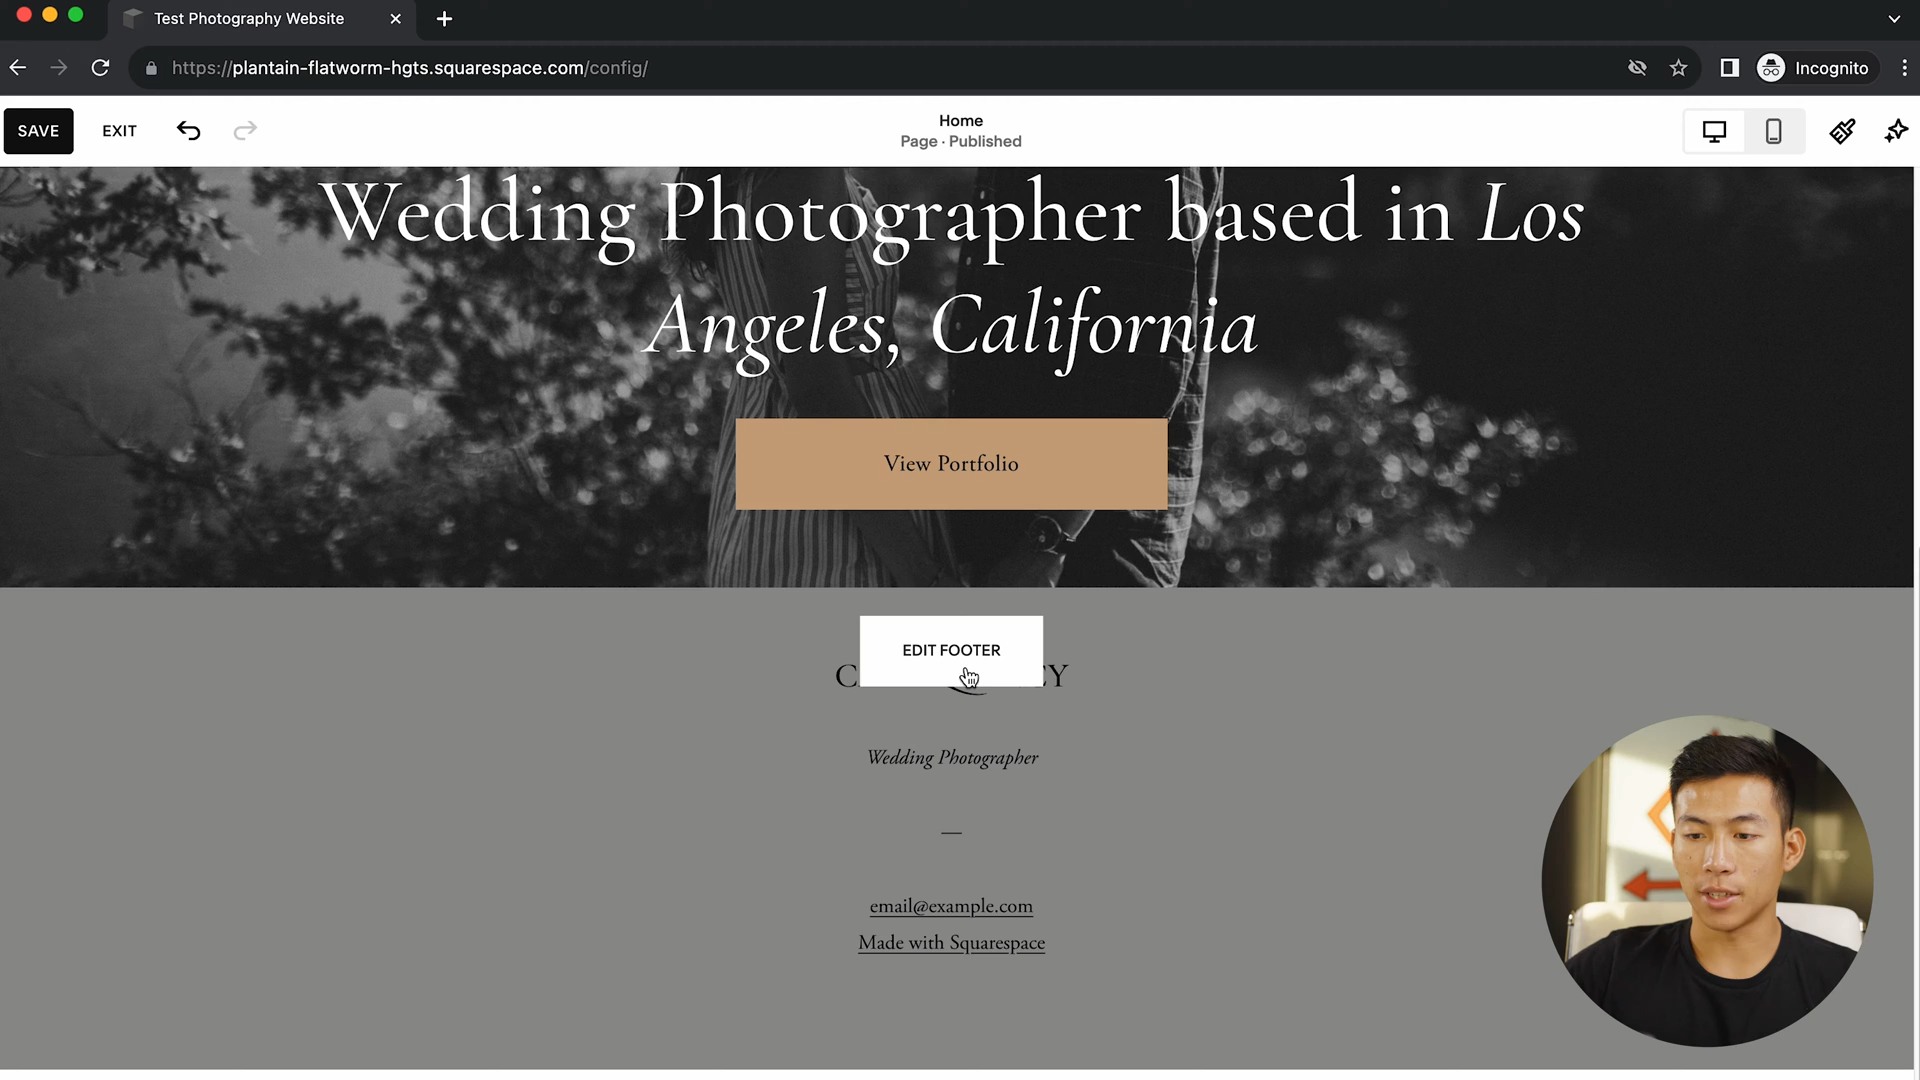 Test Photography Website
https://plantain-flatworm-hgts.squarespace.com/config/
Incognito
SAVE
EXIT
Home
Page · Published
Wedding Photographer based in Los
Angeles, California
View Portfolio
EDIT FOOTER
Wedding Photographer
—
email@example.com
Made with Squarespace